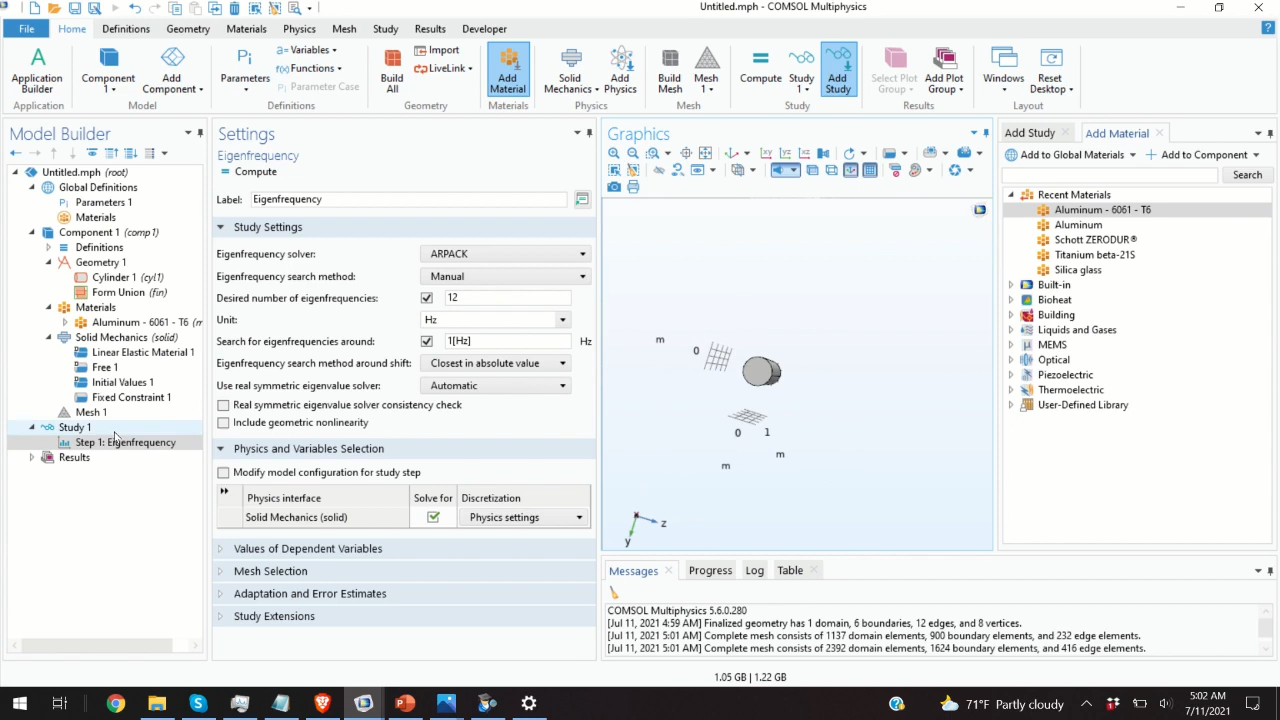 Untitled.mph - COMSOL Multiphysics
File Home Definitions Geometry Materials Physics Mesh Study Results Developer
Application Builder
Component 1
Add Component
Parameters
Variables
Functions
Parameter Case
Build All
Import
LiveLink
Add Material
Solid Mechanics
Add Physics
Build Mesh
Mesh 1
Compute
Study 1
Add Study
Select Plot Group
Add Plot Group
Windows
Reset Desktop
Application Model Definitions Geometry Materials Physics Mesh Study Results Layout
Model Builder
Untitled.mph (root)
Global Definitions
Parameters 1
Materials
Component 1 (comp1)
Definitions
Geometry 1
Cylinder 1 (cyl1)
Form Union (fin)
Materials
Aluminum - 6061 - T6 (m
Solid Mechanics (solid)
Linear Elastic Material 1
Free 1
Initial Values 1
Fixed Constraint 1
Mesh 1
Study 1
Step 1: Eigenfrequency
Results
Settings
Eigenfrequency
= Compute
Label: Eigenfrequency
Study Settings
Eigenfrequency solver: ARPACK
Eigenfrequency search method: Manual
Desired number of eigenfrequencies: 12
Unit: Hz
Search for eigenfrequencies around: 1[Hz] Hz
Eigenfrequency search method around shift: Closest in absolute value
Use real symmetric eigenvalue solver: Automatic
Real symmetric eigenvalue solver consistency check
Include geometric nonlinearity
Physics and Variables Selection
Modify model configuration for study step
Physics interface Solve for Discretization
Solid Mechanics (solid) Physics settings
Values of Dependent Variables
Mesh Selection
Adaptation and Error Estimates
Study Extensions
Graphics
m
0
0 1
m
m
z
y
Messages Progress Log Table
COMSOL Multiphysics 5.6.0.280
[Jul 11, 2021 4:59 AM] Finalized geometry has 1 domain, 6 boundaries, 12 edges, and 8 vertices.
[Jul 11, 2021 5:01 AM] Complete mesh consists of 1137 domain elements, 900 boundary elements, and 232 edge elements.
[Jul 11, 2021 5:01 AM] Complete mesh consists of 2392 domain elements, 1624 boundary elements, and 416 edge elements.
Add Study Add Material
Add to Global Materials + Add to Component
Search
Recent Materials
Aluminum - 6061 - T6
Aluminum
Schott ZERODUR®
Titanium beta-21S
Silica glass
Built-in
Bioheat
Building
Liquids and Gases
MEMS
Optical
Piezoelectric
Thermoelectric
User-Defined Library
1.05 GB | 1.22 GB
71°F Partly cloudy
5:02 AM
7/11/2021